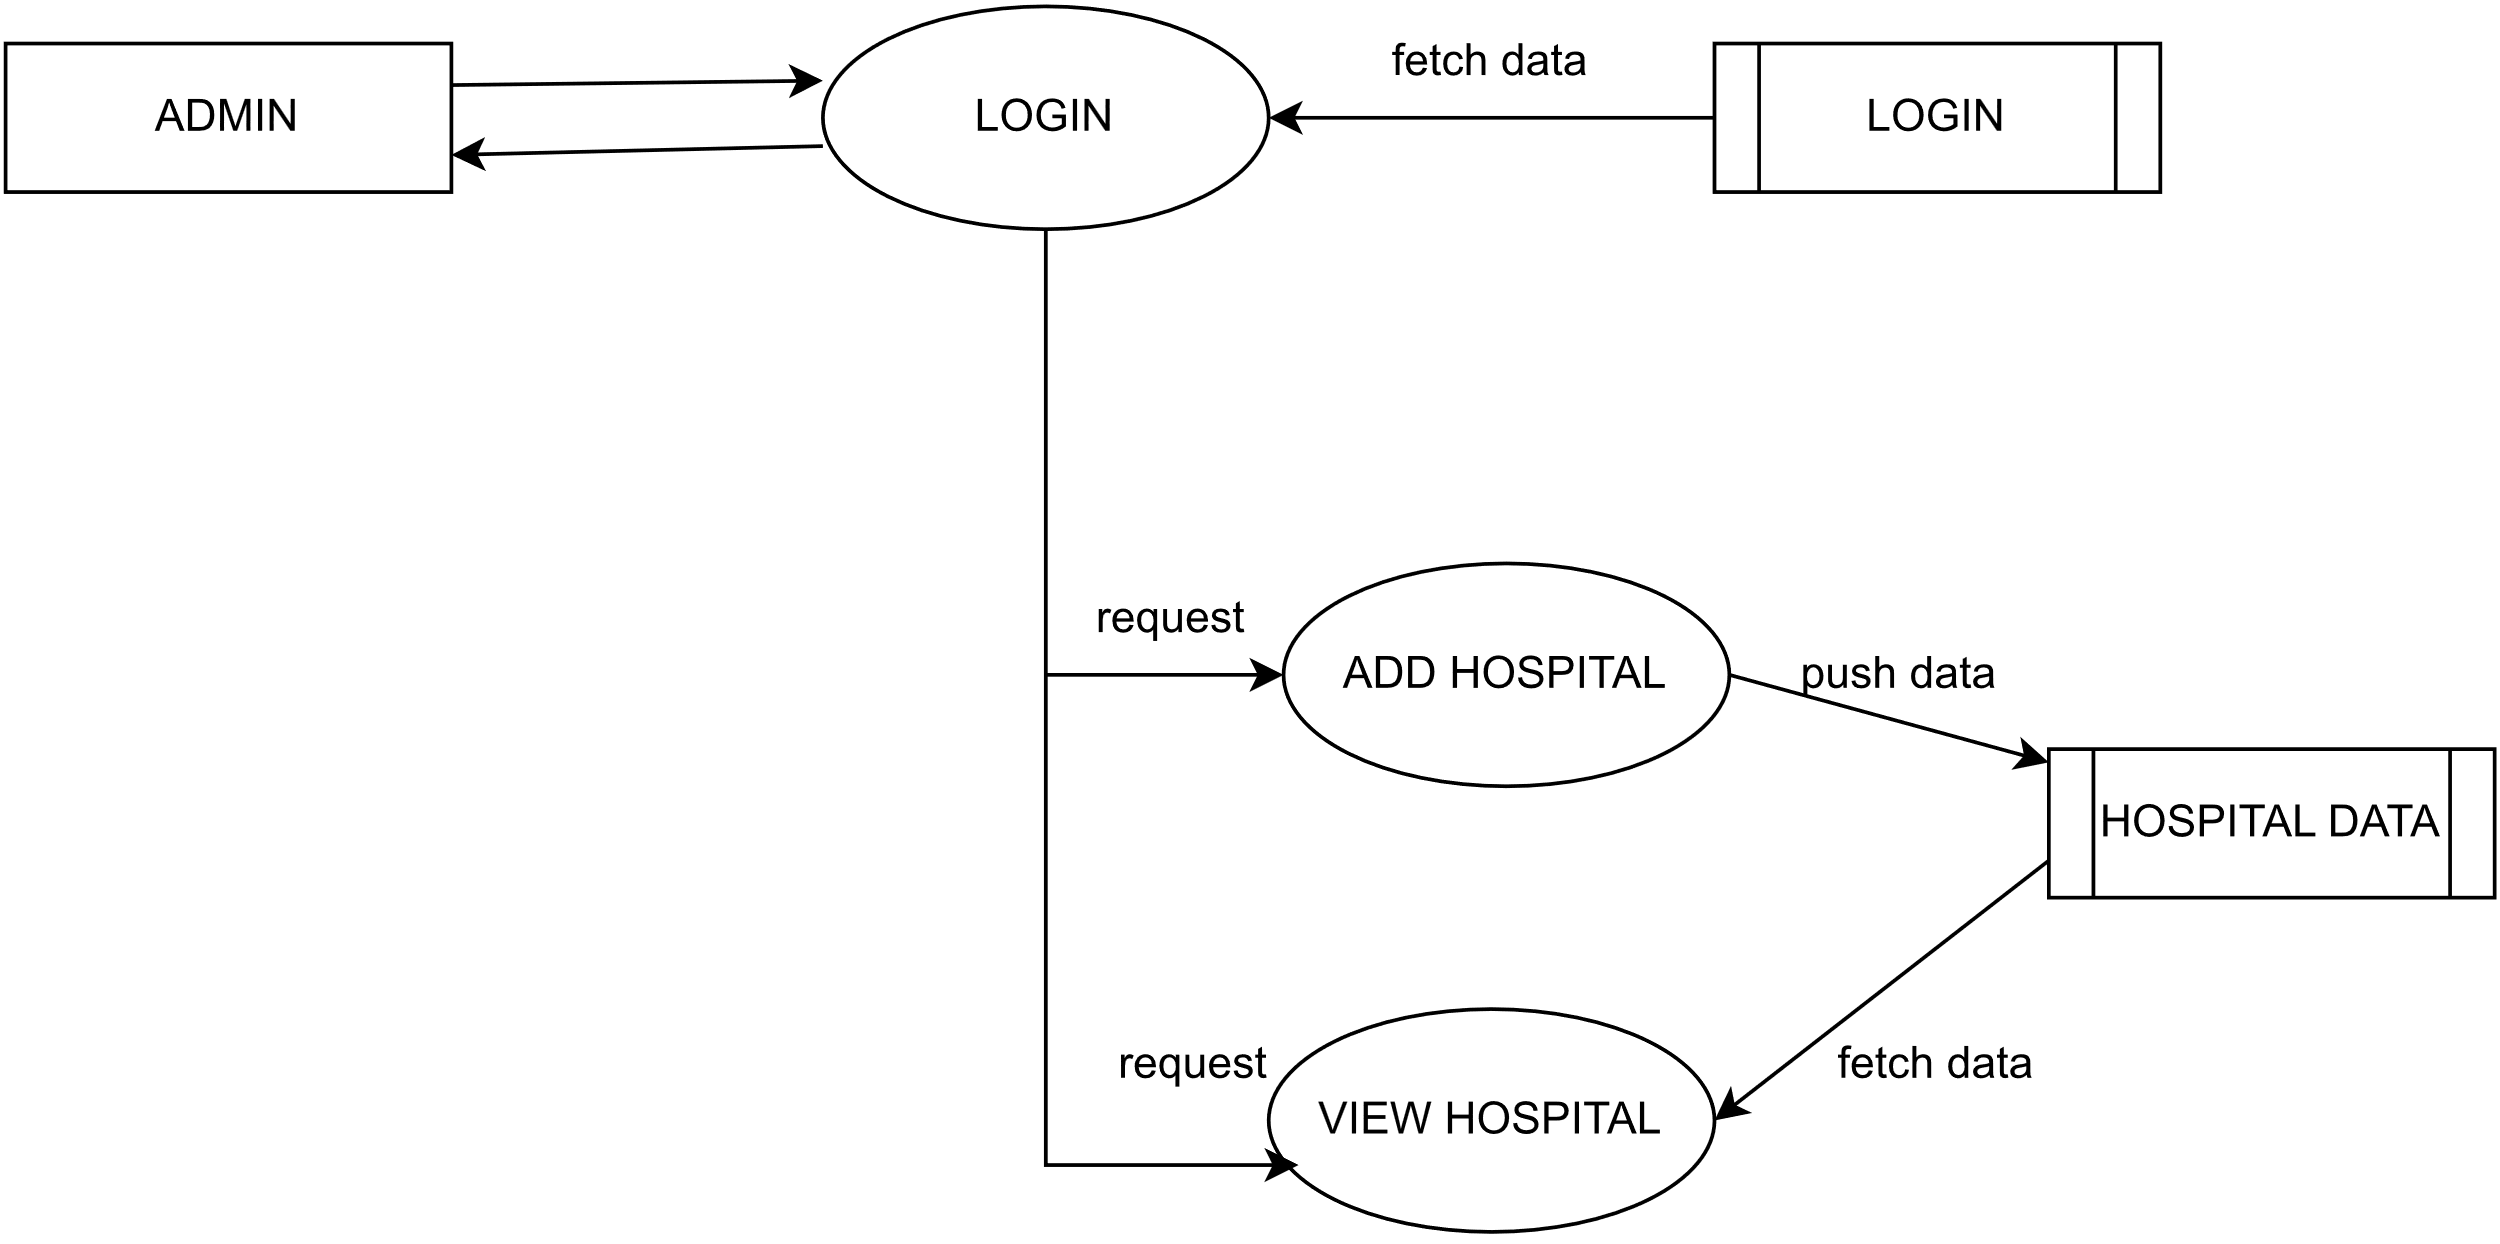 fetch data
ADMIN
LOGIN
LOGIN
request
ADD HOSPITAL
push data
HOSPITAL DATA
request
fetch data
VIEW HOSPITAL